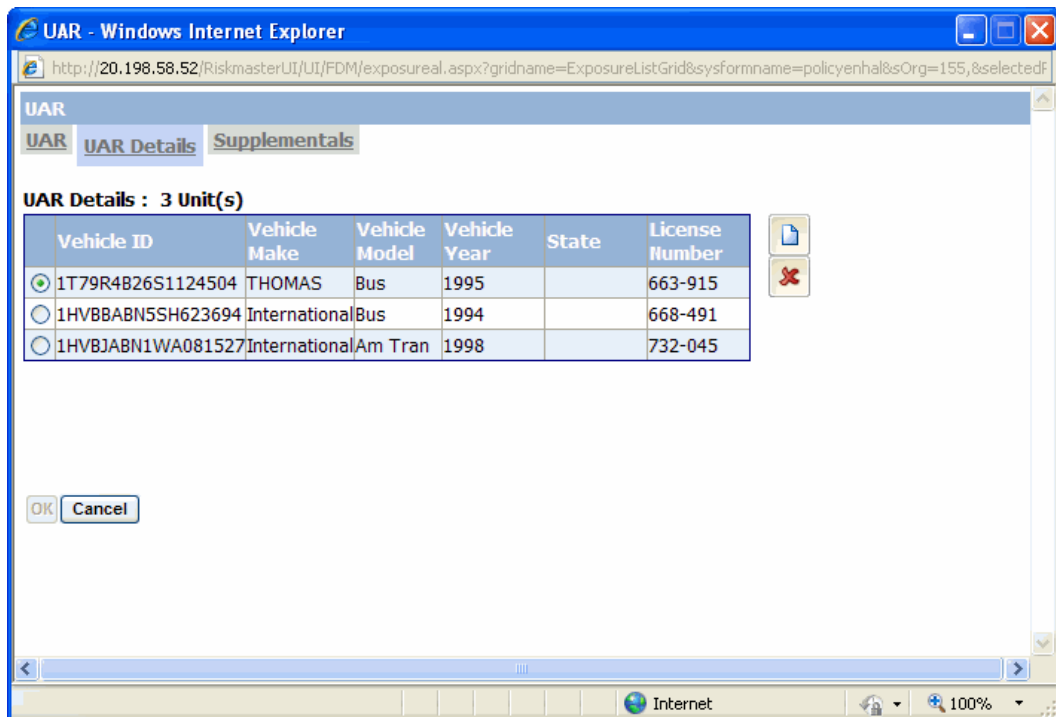 UAR - Windows Internet Explorer
http://20.198.58.52/RiskmasterUI/UI/FDM/exposureal.aspx?gridname=ExposureListGrid&sysformname=policyenhal&sOrg=155,&selectedF
UAR
UAR UAR Details Supplementals
UAR Details : 3 Unit(s)
Vehicle ID Vehicle Make Vehicle Model Vehicle Year State License Number
1T79R4B26S1124504 THOMAS Bus 1995 663-915
1HVBBABN5SH623694 International Bus 1994 668-491
1HVBJABN1WA081527 International Am Tran 1998 732-045
OK Cancel
Internet 100%